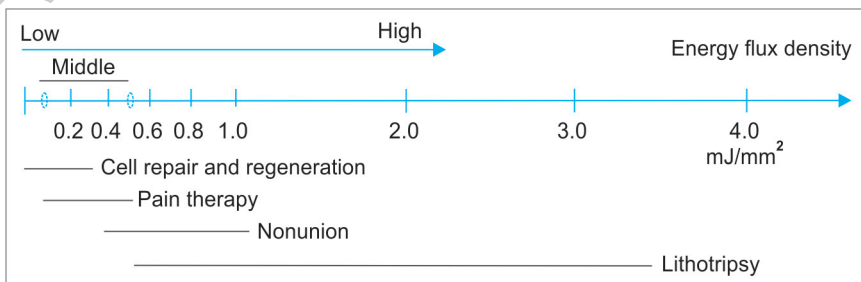 Low High Energy flux density
Middle
0.2 0.4 0.6 0.8 1.0 2.0 3.0 4.0
mJ/mm²
Cell repair and regeneration
Pain therapy
Nonunion
Lithotripsy